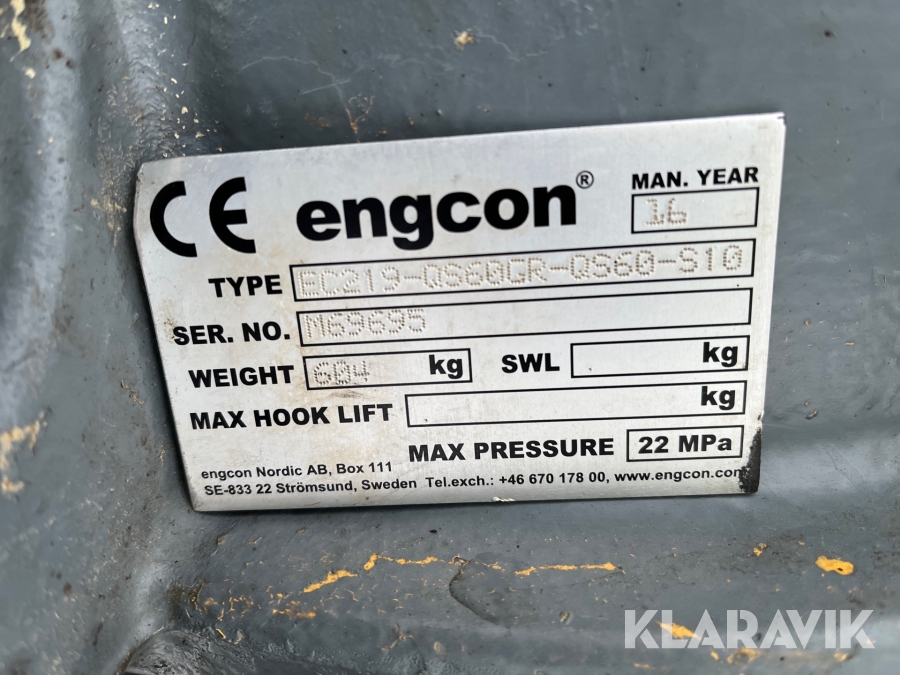 CE engcon® MAN. YEAR
16
TYPE EC219-QS60GR-QS60-S10
SER. NO. M69695
WEIGHT 604 kg SWL kg
MAX HOOK LIFT kg
MAX PRESSURE 22 MPa
engcon Nordic AB, Box 111
SE-833 22 Strömsund, Sweden Tel.exch.: +46 670 178 00, www.engcon.com
KLARAVIK